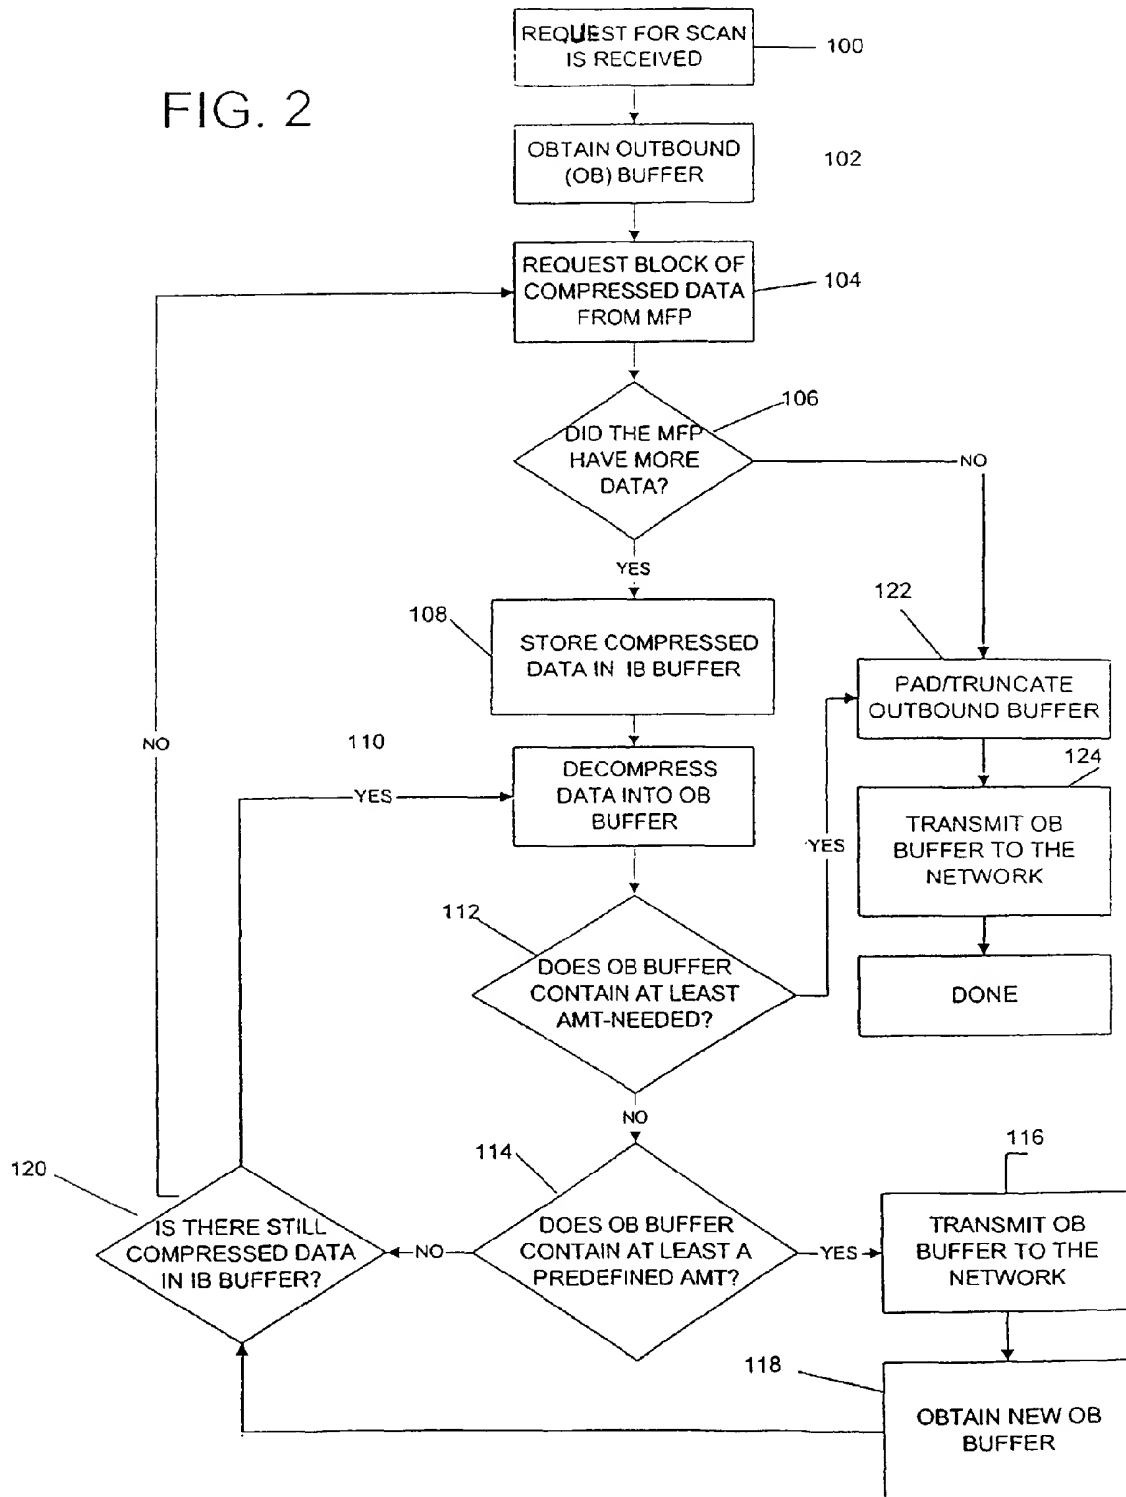 REQUEST FOR SCAN
IS RECEIVED
100
FIG. 2
OBTAIN OUTBOUND
(OB) BUFFER
102
REQUEST BLOCK OF
COMPRESSED DATA
FROM MFP
104
106
DID THE MFP
HAVE MORE
DATA?
NO
YES
122
108
STORE COMPRESSED
DATA IN IB BUFFER
PAD/TRUNCATE
OUTBOUND BUFFER
NO
110
124
DECOMPRESS
DATA INTO OB
BUFFER
YES
TRANSMIT OB
BUFFER TO THE
NETWORK
YES
112
DOES OB BUFFER
CONTAIN AT LEAST
AMT-NEEDED?
DONE
NO
114
116
120
IS THERE STILL
COMPRESSED DATA
IN IB BUFFER?
NO
DOES OB BUFFER
CONTAIN AT LEAST A
PREDEFINED AMT?
YES
TRANSMIT OB
BUFFER TO THE
NETWORK
118
OBTAIN NEW OB
BUFFER